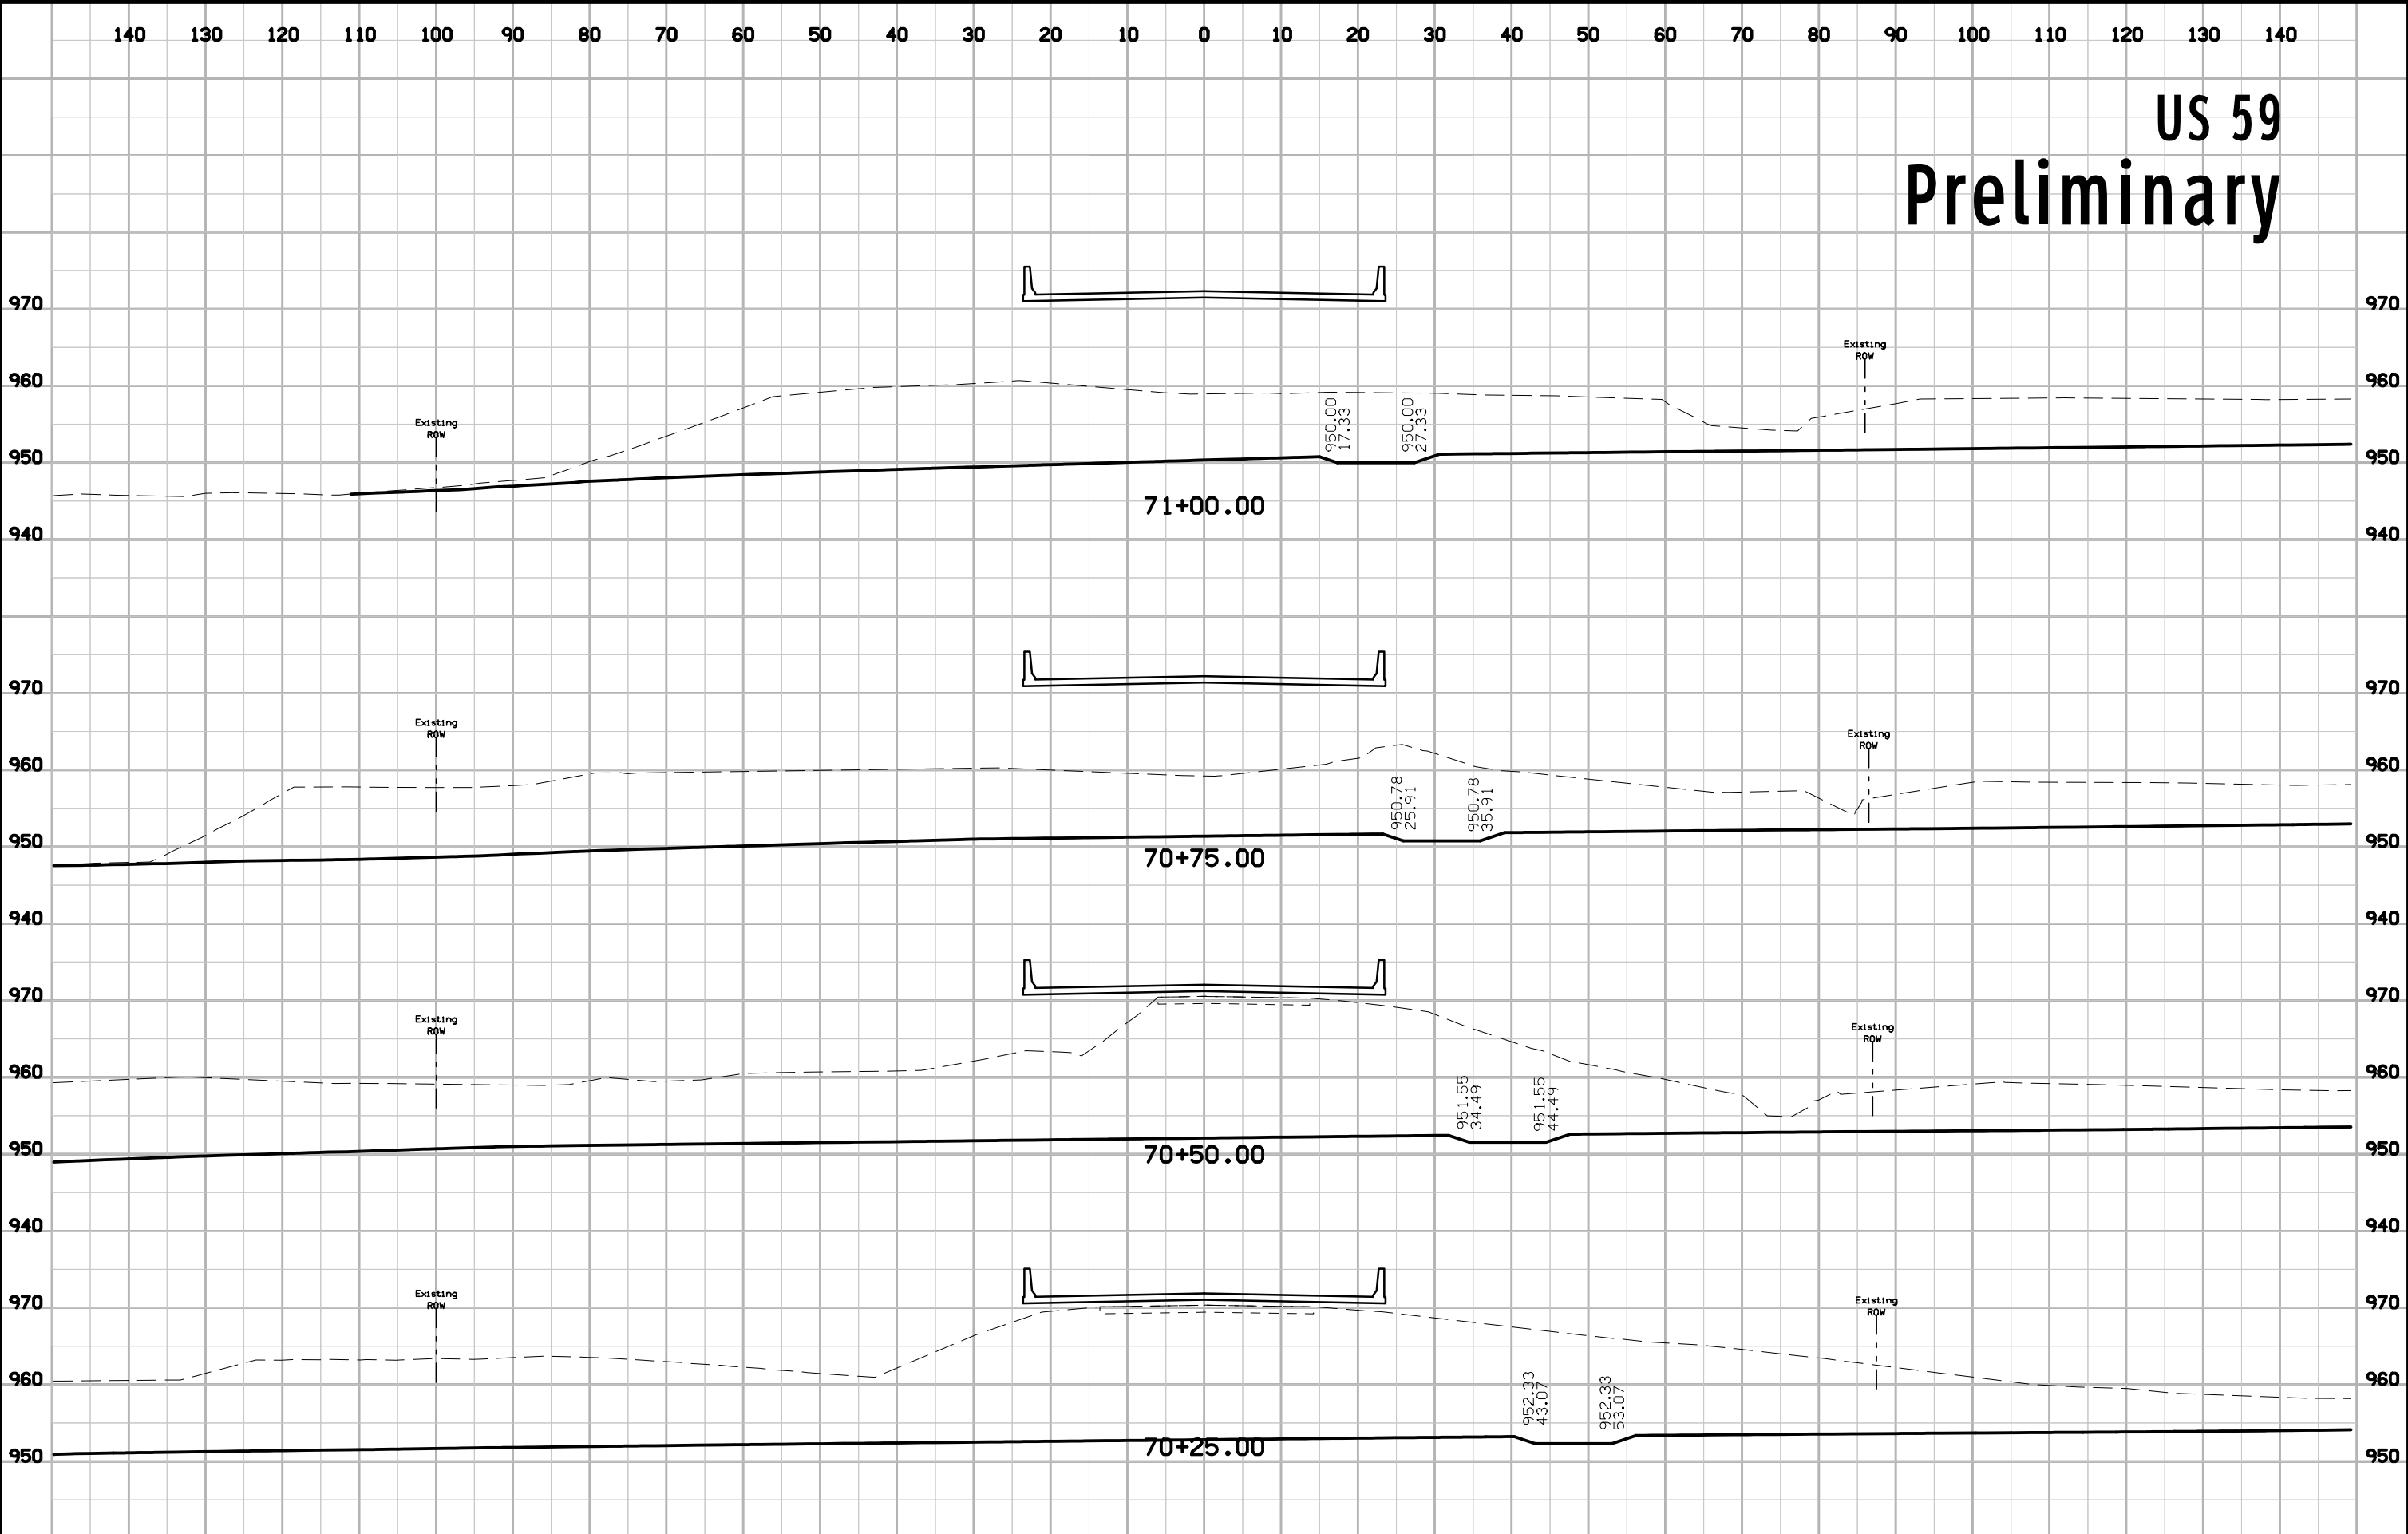 140 130 120 110 100 90 80 70 60 50 40 30 20 10 0 10 20 30 40 50 60 70 80 90 100 110 120 130 140
US 59
Preliminary
970 970
Existing
ROW
960 960
Existing
ROW
950.00
17.33
950.00
27.33
950 950
71+00.00
940 940
970 970
Existing
ROW
Existing
ROW
960 960
950.78
25.91
950.78
35.91
950 950
70+75.00
940 940
970 970
Existing
ROW
Existing
ROW
960 960
951.55
34.49
951.55
44.49
950 950
70+50.00
940 940
Existing
ROW
Existing
ROW
970 970
960 960
952.33
43.07
952.33
53.07
70+25.00
950 950